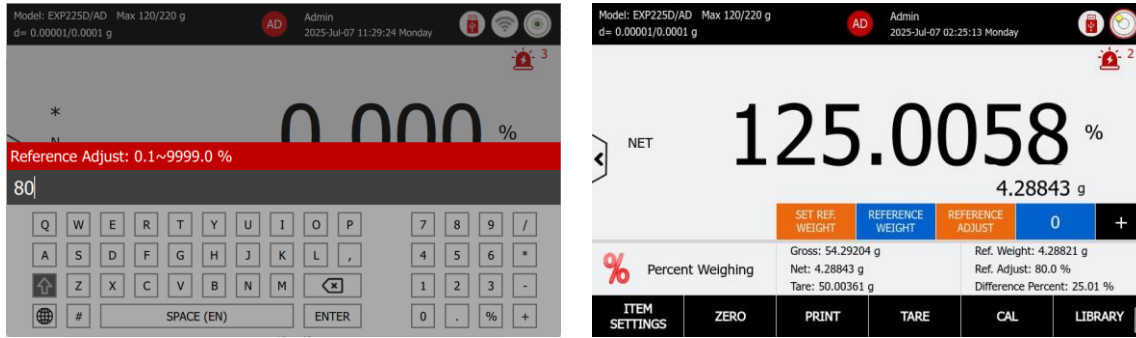 Model: EXP225D/AD Max 120/220 g
d= 0.00001/0.0001 g
AD
Admin
2025-Jul-07 11:29:24 Monday
3
*
0.000 %
Reference Adjust: 0.1~9999.0 %
80
Q W E R T Y U I O P 7 8 9 /
A S D F G H J K L , 4 5 6 *
Z X C V B N M 1 2 3 -
# SPACE (EN) ENTER 0 . % +
Model: EXP225D/AD Max 120/220 g
d= 0.00001/0.0001 g
AD
Admin
2025-Jul-07 02:25:13 Monday
2
NET 125.0058 %
4.28843 g
SET REF. WEIGHT
REFERENCE WEIGHT
REFERENCE ADJUST
0 +
% Percent Weighing
Gross: 54.29204 g
Net: 4.28843 g
Tare: 50.00361 g
Ref. Weight: 4.28821 g
Ref. Adjust: 80.0 %
Difference Percent: 25.01 %
ITEM SETTINGS
ZERO PRINT TARE CAL LIBRARY